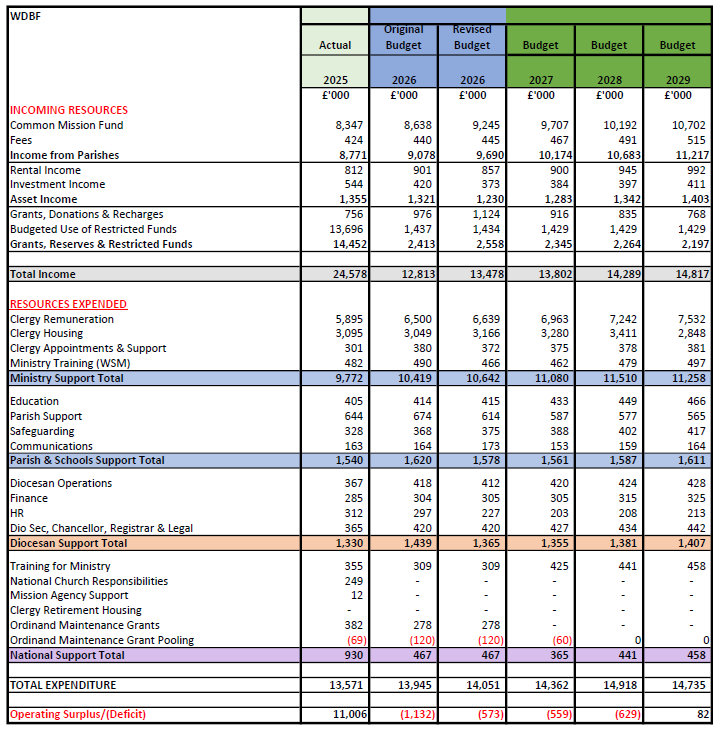 WDBF
Original Revised
Actual Budget Budget Budget Budget Budget
2025 2026 2026 2027 2028 2029
£'000 £'000 £'000 £'000 £'000 £'000
INCOMING RESOURCES
Common Mission Fund 8,347 8,638 9,245 9,707 10,192 10,702
Fees 424 440 445 467 491 515
Income from Parishes 8,771 9,078 9,690 10,174 10,683 11,217
Rental Income 812 901 857 900 945 992
Investment Income 544 420 373 384 397 411
Asset Income 1,355 1,321 1,230 1,283 1,342 1,403
Grants, Donations & Recharges 756 976 1,124 916 835 768
Budgeted Use of Restricted Funds 13,696 1,437 1,434 1,429 1,429 1,429
Grants, Reserves & Restricted Funds 14,452 2,413 2,558 2,345 2,264 2,197
Total Income 24,578 12,813 13,478 13,802 14,289 14,817
RESOURCES EXPENDED
Clergy Remuneration 5,895 6,500 6,639 6,963 7,242 7,532
Clergy Housing 3,095 3,049 3,166 3,280 3,411 2,848
Clergy Appointments & Support 301 380 372 375 378 381
Ministry Training (WSM) 482 490 466 462 479 497
Ministry Support Total 9,772 10,419 10,642 11,080 11,510 11,258
Education 405 414 415 433 449 466
Parish Support 644 674 614 587 577 565
Safeguarding 328 368 375 388 402 417
Communications 163 164 173 153 159 164
Parish & Schools Support Total 1,540 1,620 1,578 1,561 1,587 1,611
Diocesan Operations 367 418 412 420 424 428
Finance 285 304 305 305 315 325
HR 312 297 227 203 208 213
Dio Sec, Chancellor, Registrar & Legal 365 420 420 427 434 442
Diocesan Support Total 1,330 1,439 1,365 1,355 1,381 1,407
Training for Ministry 355 309 309 425 441 458
National Church Responsibilities 249 - - - - -
Mission Agency Support 12 - - - - -
Clergy Retirement Housing - - - - - -
Ordinand Maintenance Grants 382 278 278 - - -
Ordinand Maintenance Grant Pooling (69) (120) (120) (60) 0 0
National Support Total 930 467 467 365 441 458
TOTAL EXPENDITURE 13,571 13,945 14,051 14,362 14,918 14,735
Operating Surplus/(Deficit) 11,006 (1,132) (573) (559) (629) 82